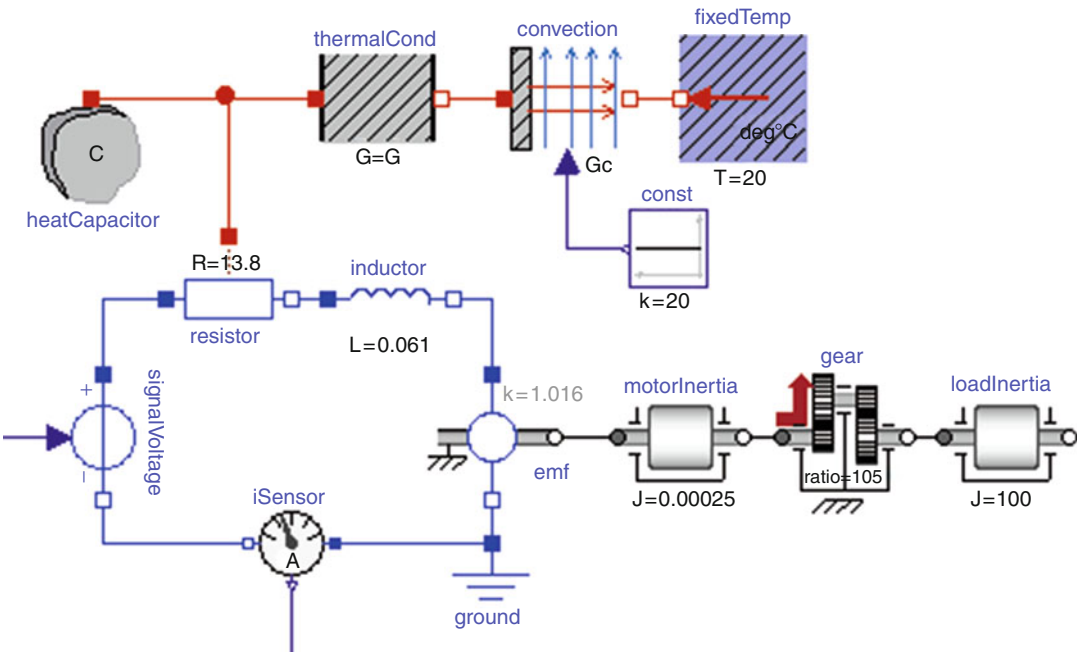 fixedTemp
convection
thermalCond
deg°C
C
G=G
Gc
T=20
const
heatCapacitor
R=13.8
inductor
k=20
resistor
L=0.061
gear
+
signalVoltage
−
k=1.016
motorInertia
loadInertia
emf
ratio=105
iSensor
J=0.00025
J=100
A
ground